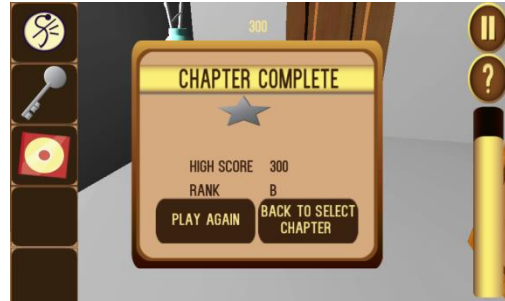 300
CHAPTER COMPLETE
HIGH SCORE 300
RANK B
PLAY AGAIN
BACK TO SELECT
CHAPTER
?